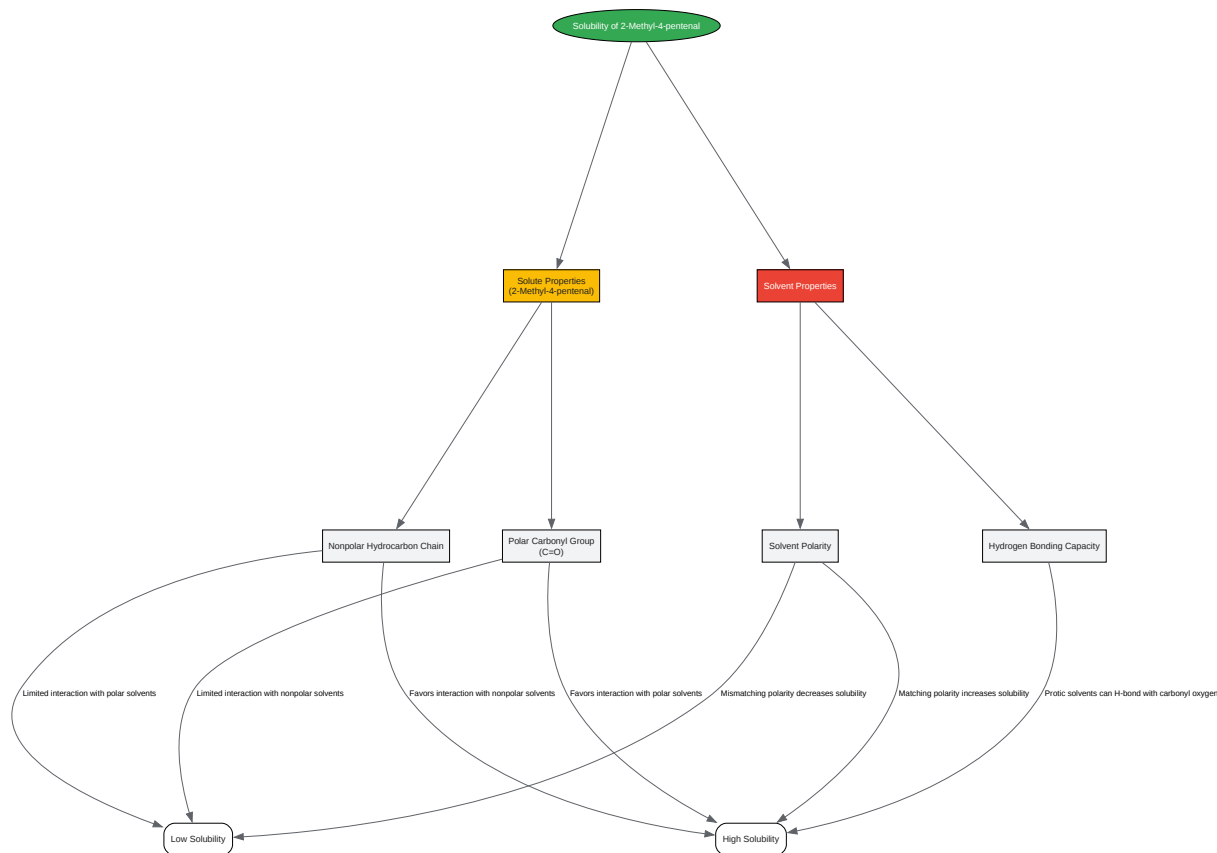 Solubility of 2-Methyl-4-pentenal
Solute Properties
(2-Methyl-4-pentenal)
Solvent Properties
Nonpolar Hydrocarbon Chain
Polar Carbonyl Group
(C=O)
Solvent Polarity
Hydrogen Bonding Capacity
Limited interaction with polar solvents
Limited interaction with nonpolar solvents
Favors interaction with nonpolar solvents
Favors interaction with polar solvents
Mismatching polarity decreases solubility
Matching polarity increases solubility
Protic solvents can H-bond with carbonyl oxygen
Low Solubility
High Solubility